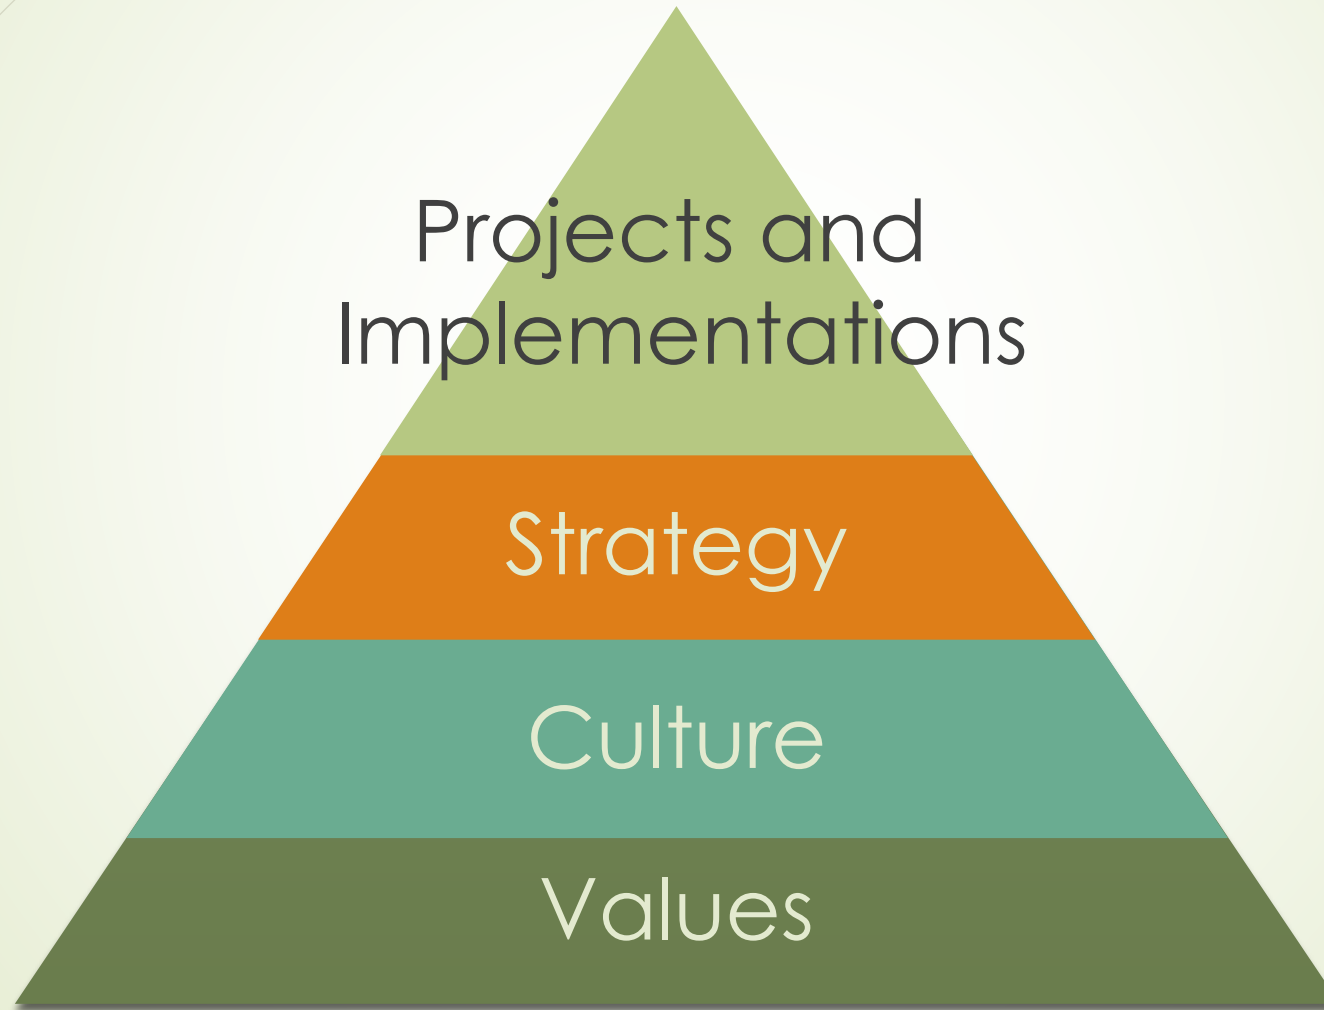 Projects and
Implementations
Strategy
Culture
Values